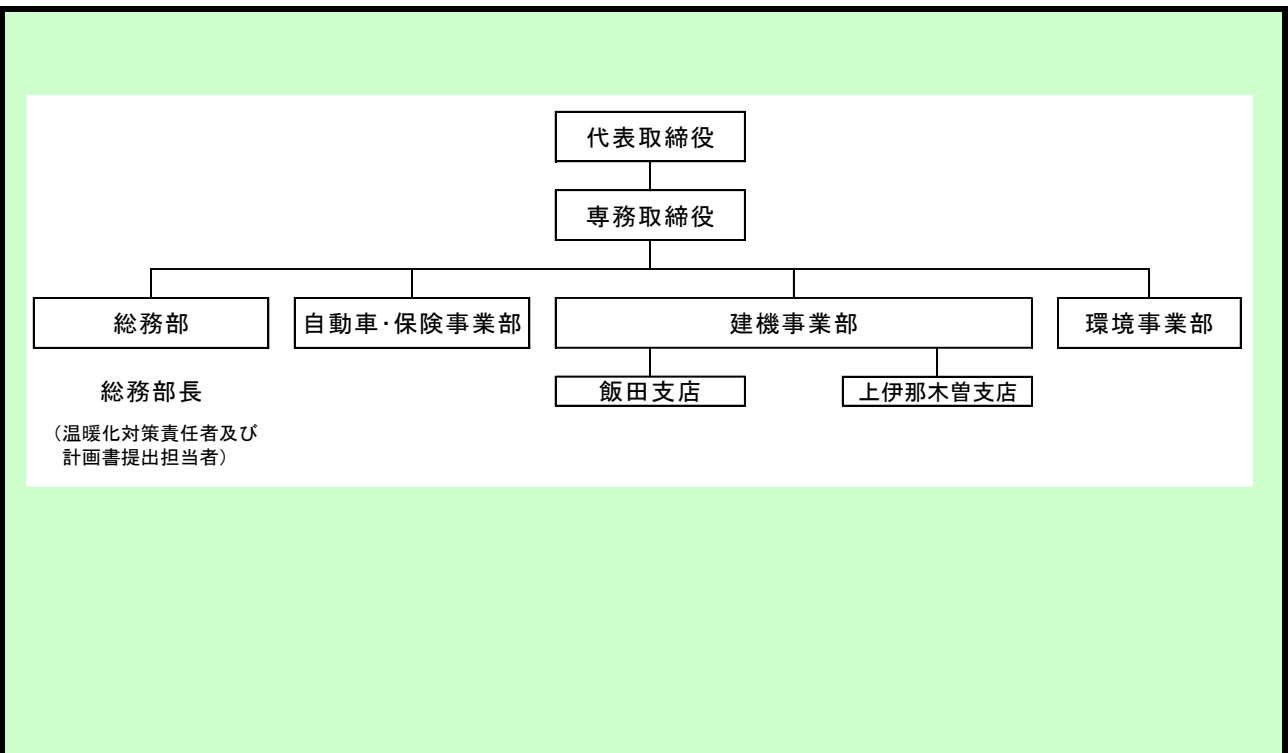 代表取締役
専務取締役
総務部
自動車・保険事業部
建機事業部
環境事業部
総務部長
飯田支店
上伊那木曽支店
（温暖化対策責任者及び
計画書提出担当者）